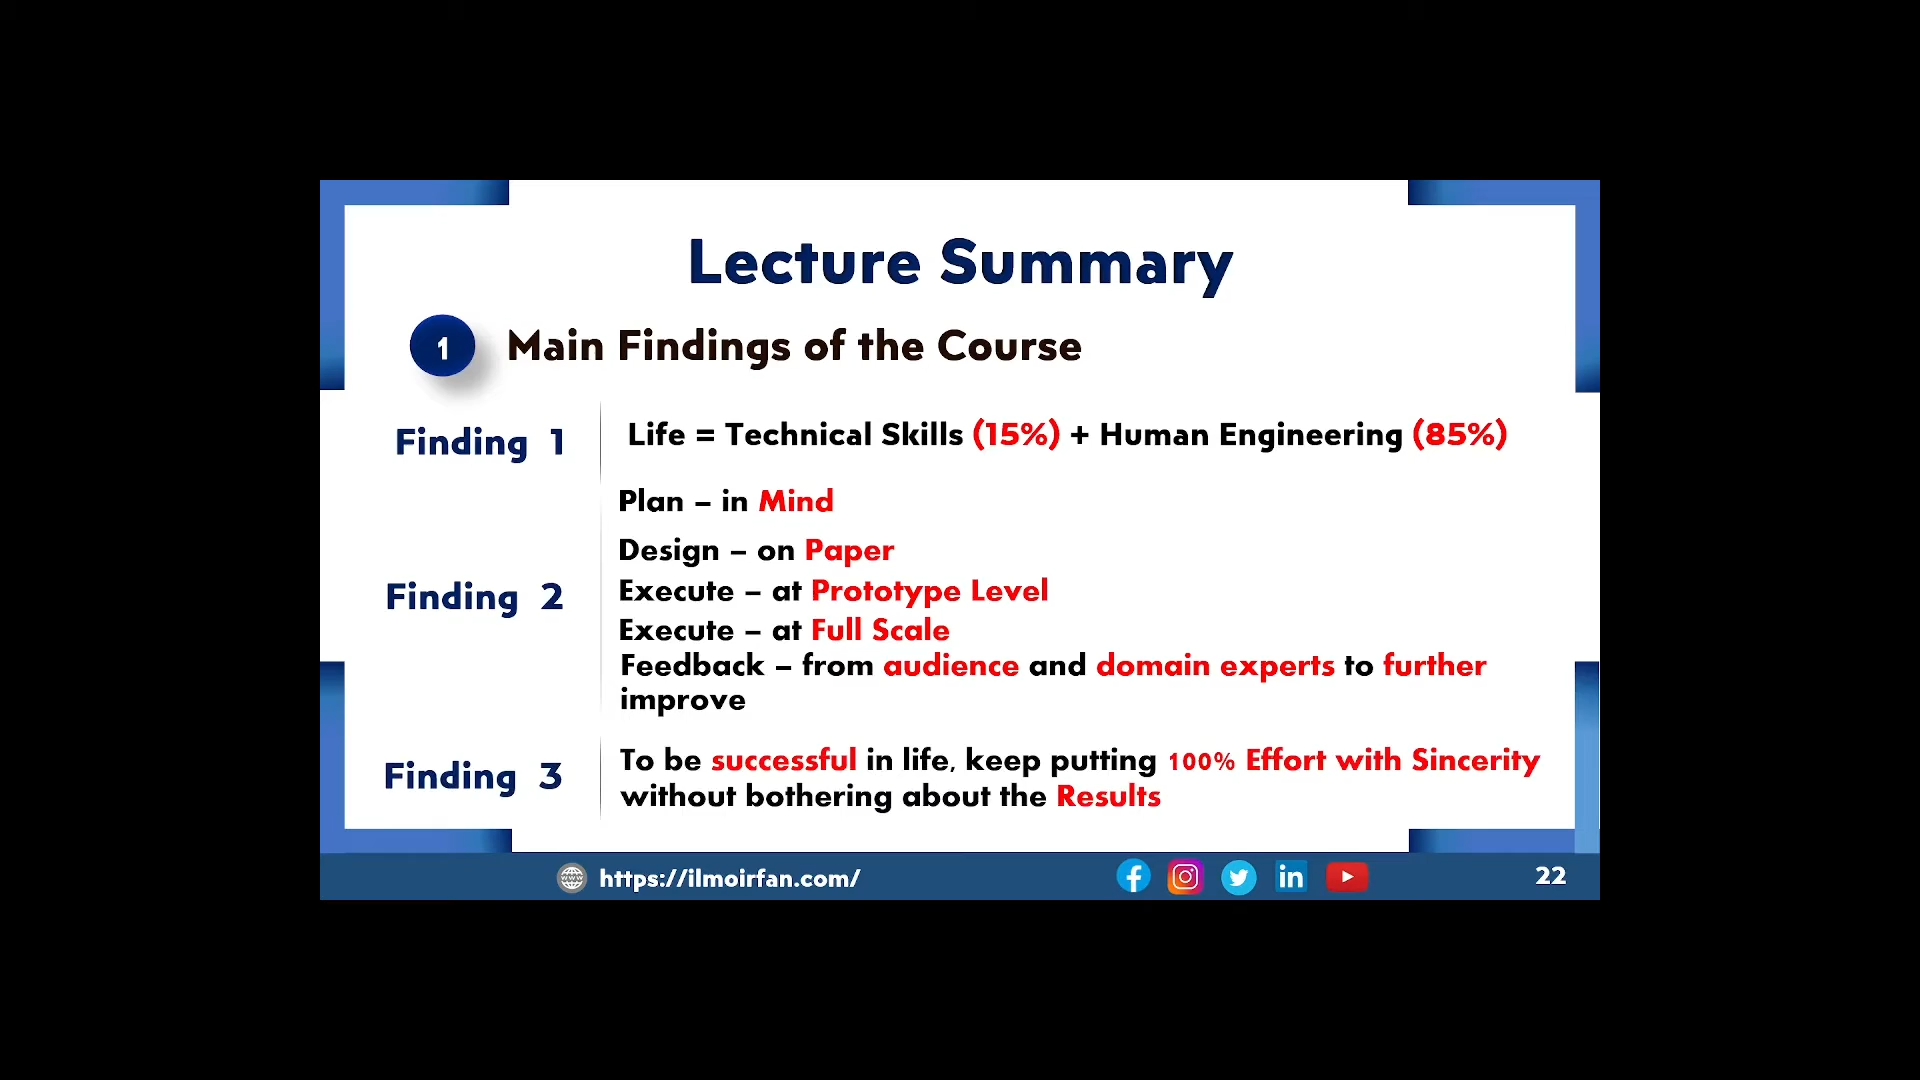 Lecture Summary
1 Main Findings of the Course
Finding 1
Life = Technical Skills (15%) + Human Engineering (85%)
Finding 2
Plan – in Mind
Design – on Paper
Execute – at Prototype Level
Execute – at Full Scale
Feedback – from audience and domain experts to further
improve
Finding 3
To be successful in life, keep putting 100% Effort with Sincerity
without bothering about the Results
https://ilmoirfan.com/
22